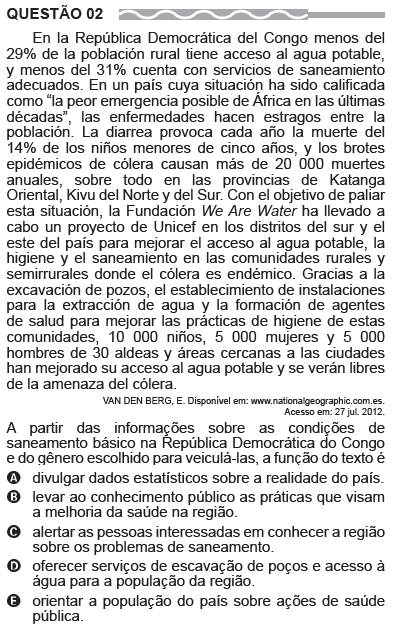 QUESTÃO 02
En la República Democrática del Congo menos del
29% de la población rural tiene acceso al agua potable,
y menos del 31% cuenta con servicios de saneamiento
adecuados. En un país cuya situación ha sido calificada
como “la peor emergencia posible de África en las últimas
décadas”, las enfermedades hacen estragos entre la
población. La diarrea provoca cada año la muerte del
14% de los niños menores de cinco años, y los brotes
epidémicos de cólera causan más de 20 000 muertes
anuales, sobre todo en las provincias de Katanga
Oriental, Kivu del Norte y del Sur. Con el objetivo de paliar
esta situación, la Fundación We Are Water ha llevado a
cabo un proyecto de Unicef en los distritos del sur y el
este del país para mejorar el acceso al agua potable, la
higiene y el saneamiento en las comunidades rurales y
semirrurales donde el cólera es endémico. Gracias a la
excavación de pozos, el establecimiento de instalaciones
para la extracción de agua y la formación de agentes
de salud para mejorar las prácticas de higiene de estas
comunidades, 10 000 niños, 5 000 mujeres y 5 000
hombres de 30 aldeas y áreas cercanas a las ciudades
han mejorado su acceso al agua potable y se verán libres
de la amenaza del cólera.
VAN DEN BERG, E. Disponível em: www.nationalgeographic.com.es.
Acesso em: 27 jul. 2012.
A partir das informações sobre as condições de
saneamento básico na República Democrática do Congo
e do gênero escolhido para veiculá-las, a função do texto é
A divulgar dados estatísticos sobre a realidade do país.
B levar ao conhecimento público as práticas que visam
a melhoria da saúde na região.
C alertar as pessoas interessadas em conhecer a região
sobre os problemas de saneamento.
D oferecer serviços de escavação de poços e acesso à
água para a população da região.
E orientar a população do país sobre ações de saúde
pública.